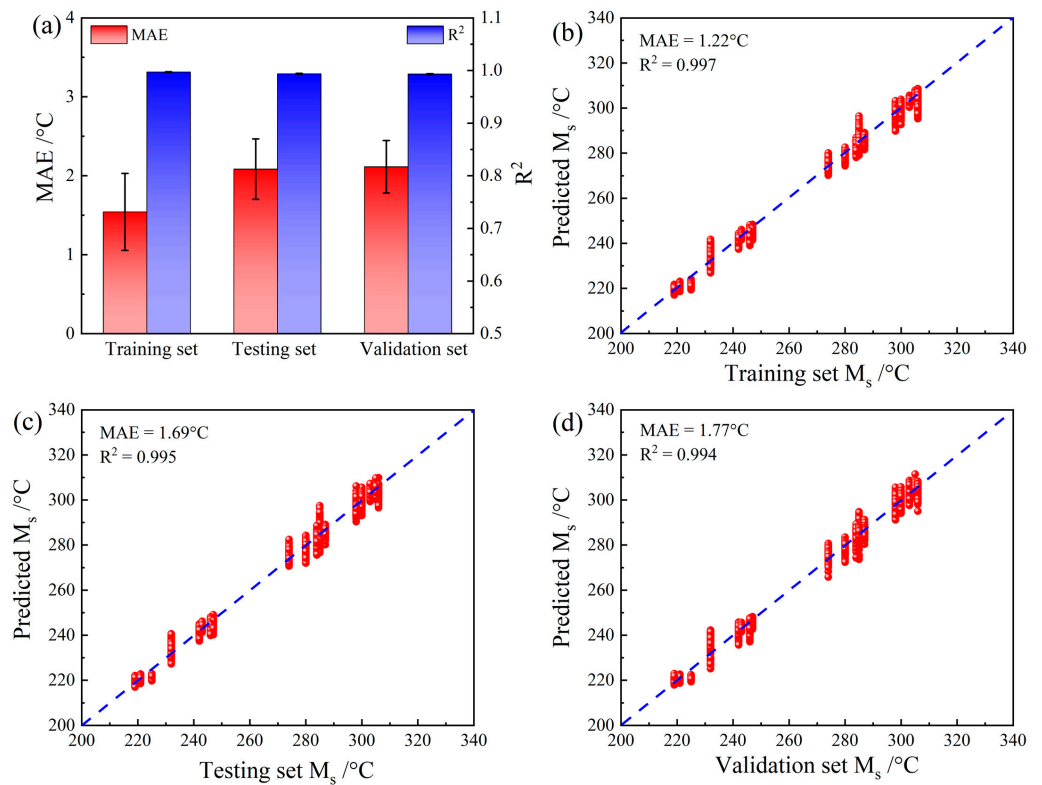 (a)
MAE
R²
4
3
2
1
0
MAE /°C
1.1
1.0
0.9
0.8
0.7
0.6
0.5
R²
Training set
Testing set
Validation set
(b)
MAE = 1.22°C
R² = 0.997
340
320
300
280
260
240
220
200
Predicted Mₛ /°C
200 220 240 260 280 300 320 340
Training set Mₛ /°C
(c)
MAE = 1.69°C
R² = 0.995
340
320
300
280
260
240
220
200
Predicted Mₛ /°C
200 220 240 260 280 300 320 340
Testing set Mₛ /°C
(d)
MAE = 1.77°C
R² = 0.994
340
320
300
280
260
240
220
200
Predicted Mₛ /°C
200 220 240 260 280 300 320 340
Validation set Mₛ /°C